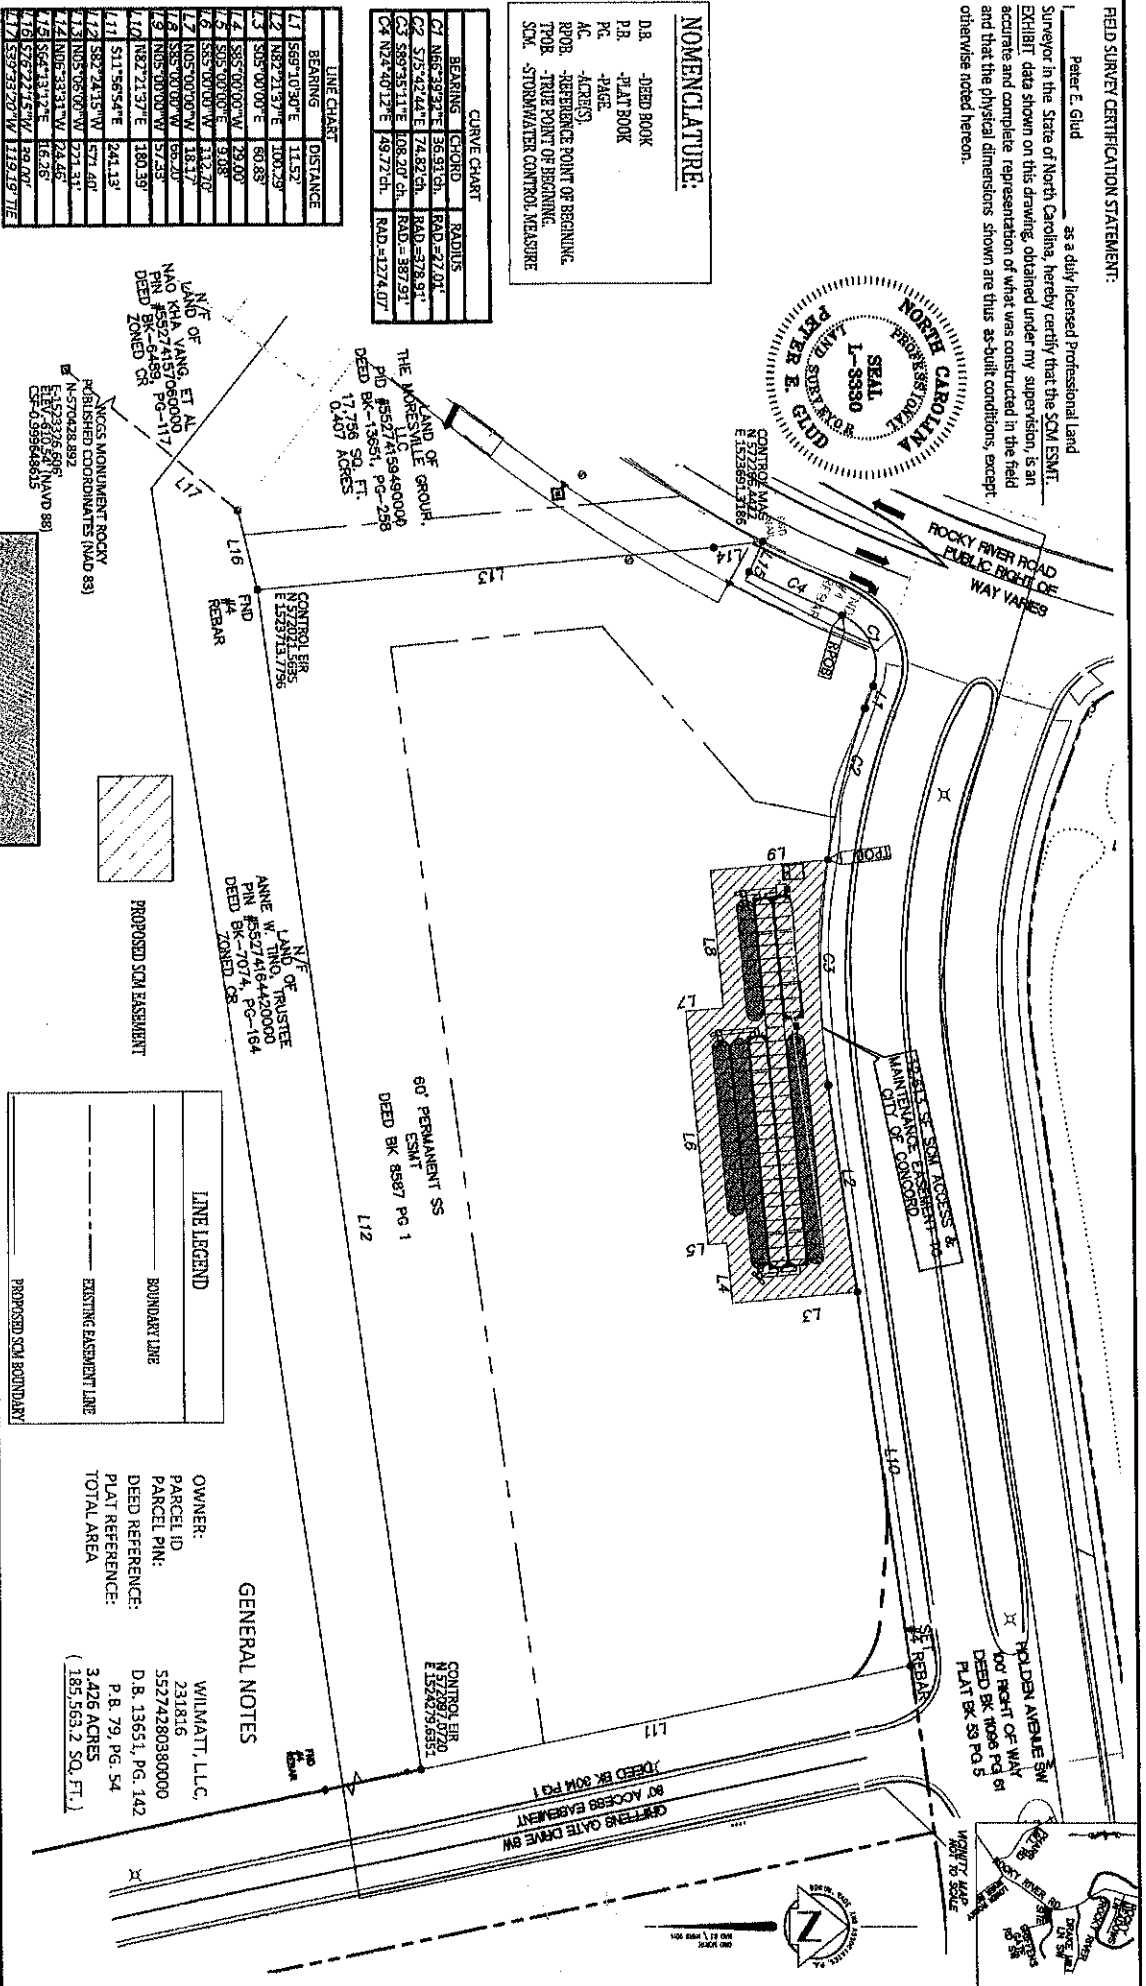 FIELD SURVEY CERTIFICATION STATEMENT:
I, Peter E. Glud as a duly licensed Professional Land
Surveyor in the State of North Carolina, hereby certify that the SCM ESMT.
EXHIBIT data shown on this drawing, obtained under my supervision, is an
accurate and complete representation of what was constructed in the field
and that the physical dimensions shown are thus as-built conditions, except
otherwise noted hereon.
NORTH CAROLINA
PROFESSIONAL
SEAL
L-3330
LAND SURVEYOR
PETER E. GLUD
NOMENCLATURE:
D.B. -DEED BOOK
P.B. -PLAT BOOK
PG. -PAGE.
AC. -ACRE(S).
RPOB. -REFERENCE POINT OF BEGINING.
TPOB. -TRUE POINT OF BEGINING.
SCM. -STORMWATER CONTROL MEASURE
CURVE CHART
BEARING CHORD RADIUS
C1 N66°39'32"E 36.91'ch. RAD.=27.01'
C2 S75°42'44"E 74.82'ch. RAD.=378.91'
C3 S89°35'11"E 108.20' ch. RAD.= 387.91'
C4 N24°40'12"E 49.72'ch. RAD.=1274.07'
LINE CHART
BEARING DISTANCE
L1 S69°10'30"E 11.52'
L2 N82°21'37"E 100.29'
L3 S05°00'00"E 60.83'
L4 S85°00'00"W 29.00'
L5 S05°00'00"E 9.08'
L6 S85°00'00"W 112.70'
L7 N05°00'00"W 18.17'
L8 S85°00'00"W 66.20'
L9 N05°00'00"W 57.33'
L10 N82°21'37"E 180.39'
L11 S11°56'54"E 241.13'
L12 S82°24'15"W 571.40'
L13 N05°06'00"W 221.31'
L14 N06°33'31"W 24.46'
L15 S64°13'12"E 16.26'
L16 S76°22'15"W 39.00'
L17 S39°33'20"W 1
ROCKY RIVER ROAD
PUBLIC RIGHT OF
WAY VARIES
CONTROL MAG
N 572266.4422
E 1523691.3186
LAND OF
THE MORESVILLE GROUP,
LLC
PID #55274159490000
DEED BK-13651, PG-258
17,756 SQ. FT.
0.407 ACRES
N/F
LAND OF
NAO KHA VANG, ET AL
PIN #55274157060000
DEED BK-6489, PG-117
ZONED CR
NCGS MONUMENT ROCKY
PUBLISHED COORDINATES (NAD 83)
N-570428.892
E-1523326.606'
ELEV-610.54' (NAVD 88)
CSF-0.999848615
L17
L16
L13
L14
L15
C4
C1
RPOB
L1
C2
TPOB
L9
C3
L8
L7
L6
L5
L4
L3
L2
L10
L11
L12
FND
#4
REBAR
CONTROL EIR
N 572021.5695
E 1523713.7796
12,613 SF SCM ACCESS &
MAINTENANCE EASEMENT TO
CITY OF CONCORD
60' PERMANENT SS
ESMT
DEED BK 8587 PG 1
N/F
LAND OF
ANNE W. TINO, TRUSTEE
PIN #55274164420000
DEED BK-7074, PG-164
ZONED CR
PROPOSED SCM EASEMENT
LINE LEGEND
BOUNDARY LINE
EXISTING EASEMENT LINE
PROPOSED SCM BOUNDARY
SET
#4 REBAR
HOLDEN AVENUE SW
100' RIGHT OF WAY
DEED BK 11096 PG 61
PLAT BK 53 PG 5
CONTROL EIR
N 572097.0720
E 1524279.6351
FND
#4
REBAR
DEED BK 8014 PG 1
80' ACCESS EASEMENT
GRIFFENS GATE DRIVE SW
VICINITY MAP
NOT TO SCALE
ROCKY RIVER RD
SITE
N
GENERAL NOTES
OWNER: WILMATT, L.L.C,
PARCEL ID 231816
PARCEL PIN: 55274280380000
DEED REFERENCE: D.B. 13651, PG. 142
PLAT REFERENCE: P.B. 79, PG. 54
TOTAL AREA 3.426 ACRES
( 185,563.2 SQ. FT. )